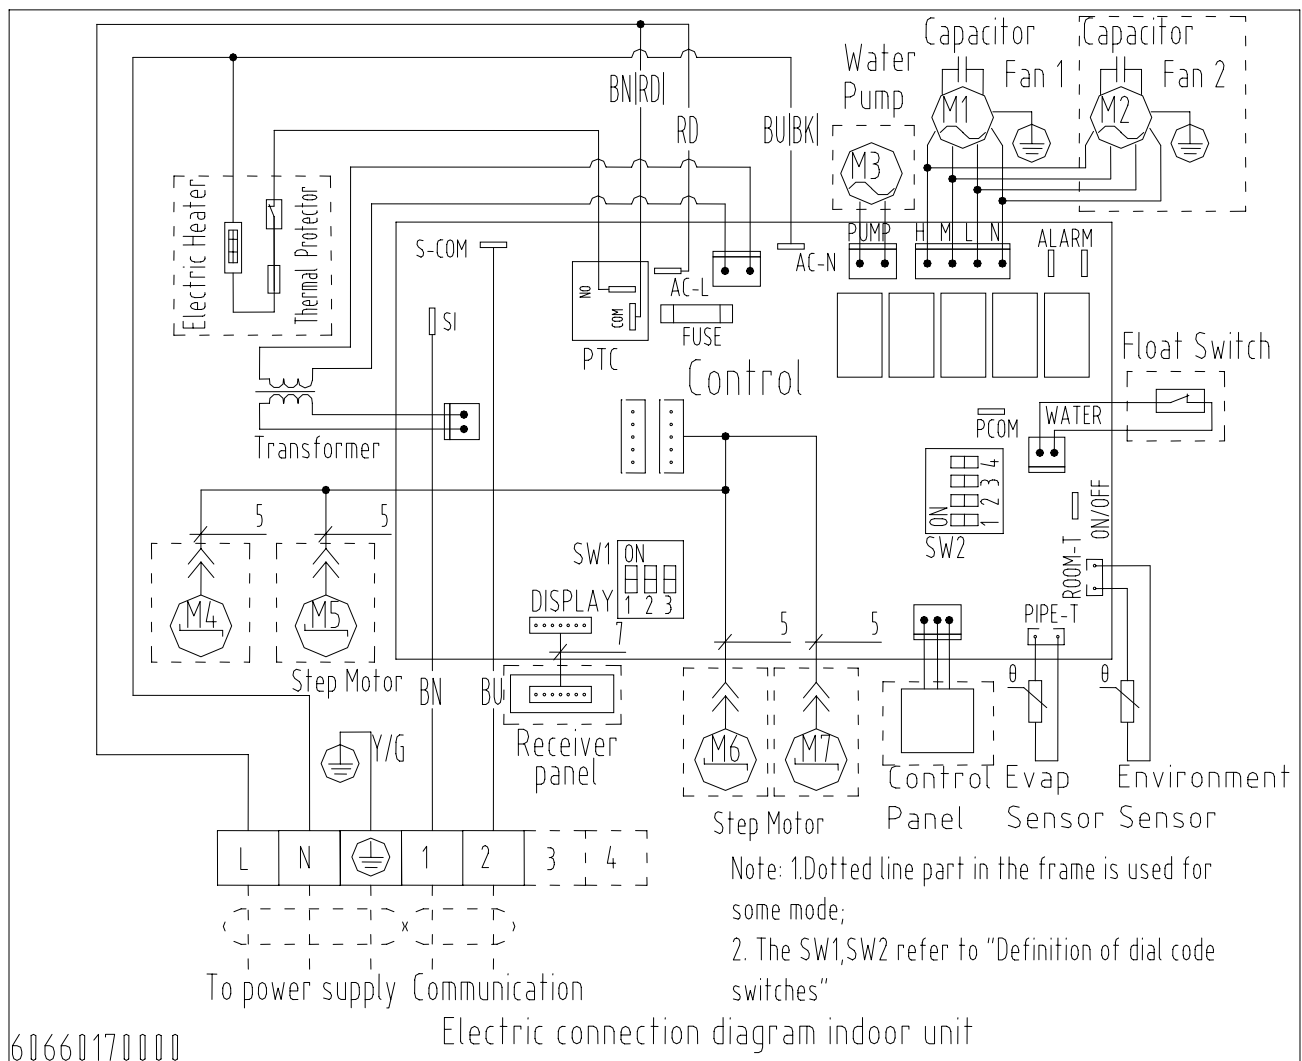 Capacitor
Fan 1
Capacitor
Fan 2
Water
Pump
M1
M2
M3
BN|RD|
RD
BU|BK|
Electric Heater
Thermal Protector
S-COM
PUMP
H M L N
ALARM
AC-N
AC-L
FUSE
NO
COM
PTC
SI
Control
Float Switch
Transformer
PCOM
WATER
ON
1 2 3 4
SW2
ON/OFF
ROOM-T
5
5
SW1
ON
1 2 3
DISPLAY
7
M4
M5
Step Motor
PIPE-T
5
5
θ
θ
BN
BU
Y/G
Receiver
panel
M6
M7
Step Motor
Control
Panel
Evap
Sensor
Environment
Sensor
L N 1 2 3 4
To power supply
Communication
Note: 1.Dotted line part in the frame is used for
some mode;
2. The SW1,SW2 refer to "Definition of dial code
switches"
Electric connection diagram indoor unit
60660170000